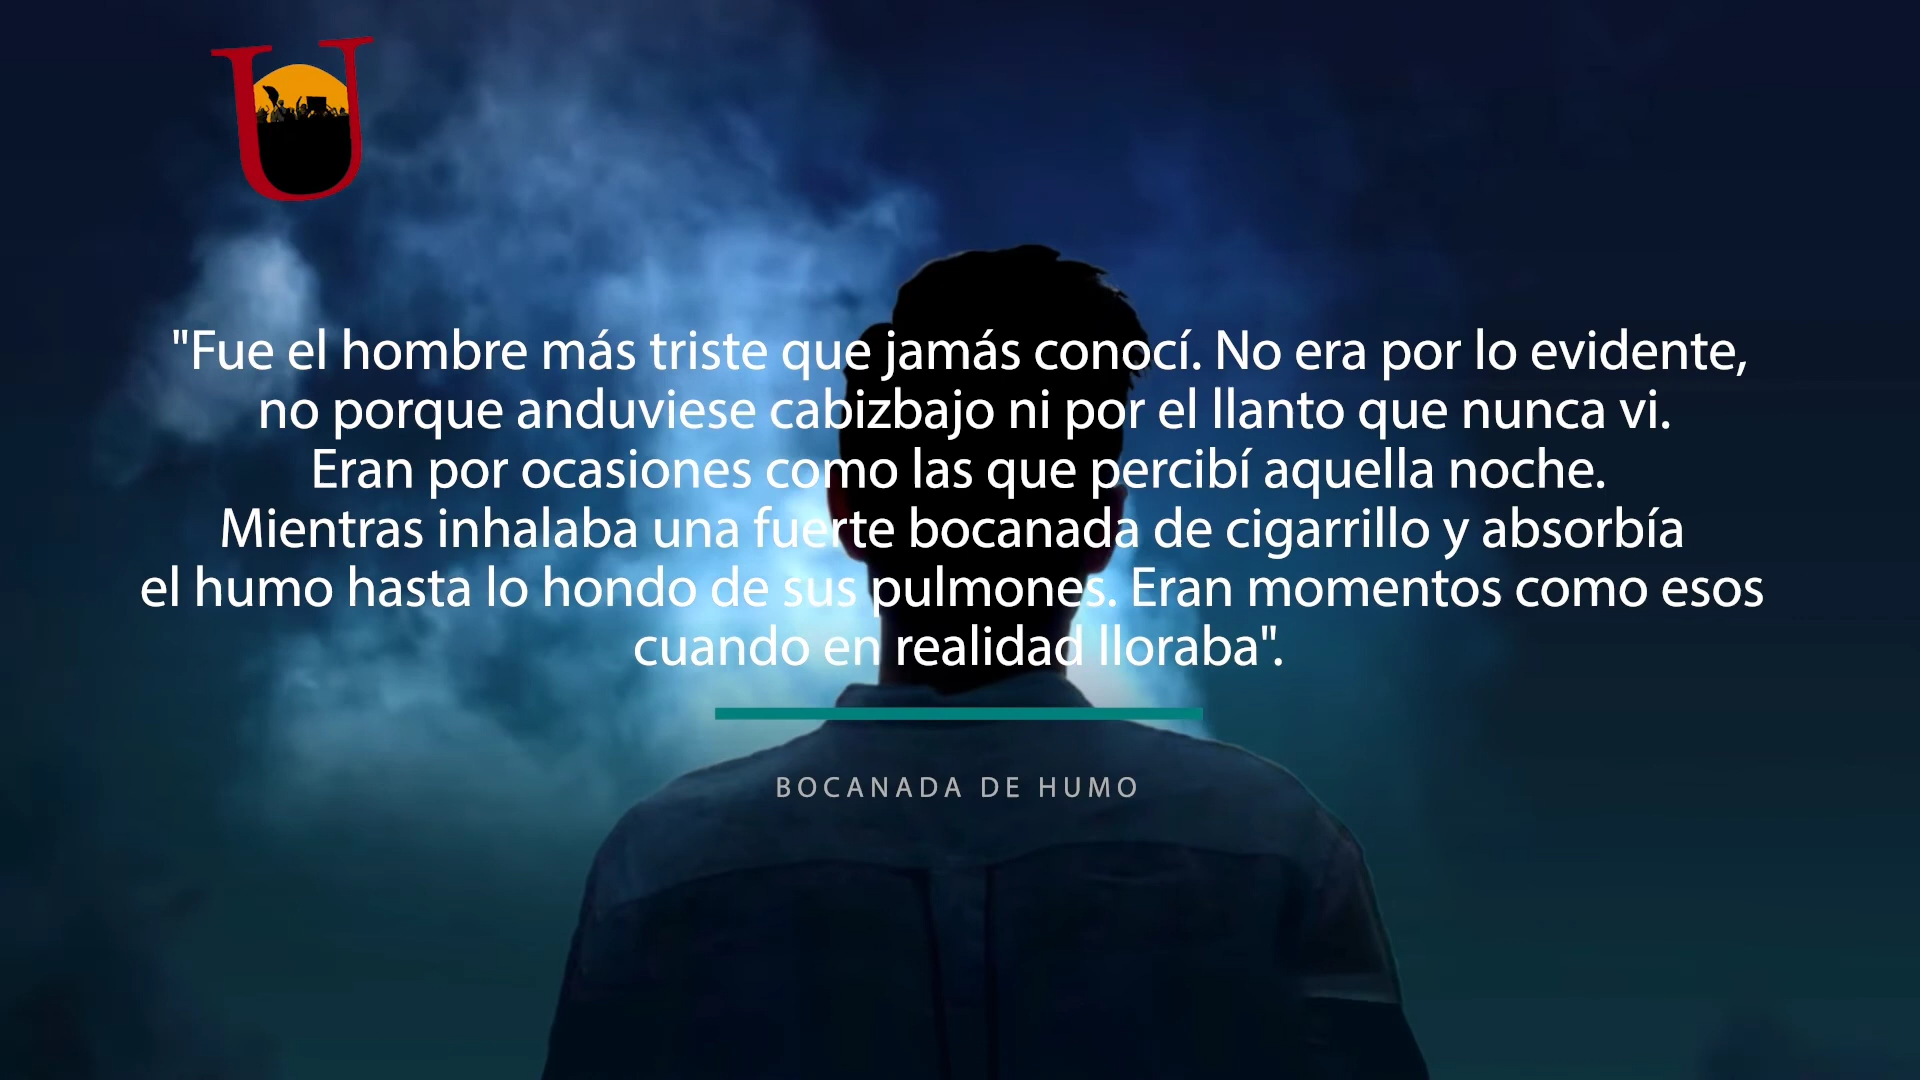 U
"Fue el hombre más triste que jamás conocí. No era por lo evidente,
no porque anduviese cabizbajo ni por el llanto que nunca vi.
Eran por ocasiones como las que percibí aquella noche.
Mientras inhalaba una fuerte bocanada de cigarrillo y absorbía
el humo hasta lo hondo de sus pulmones. Eran momentos como esos
cuando en realidad lloraba".
BOCANADA DE HUMO